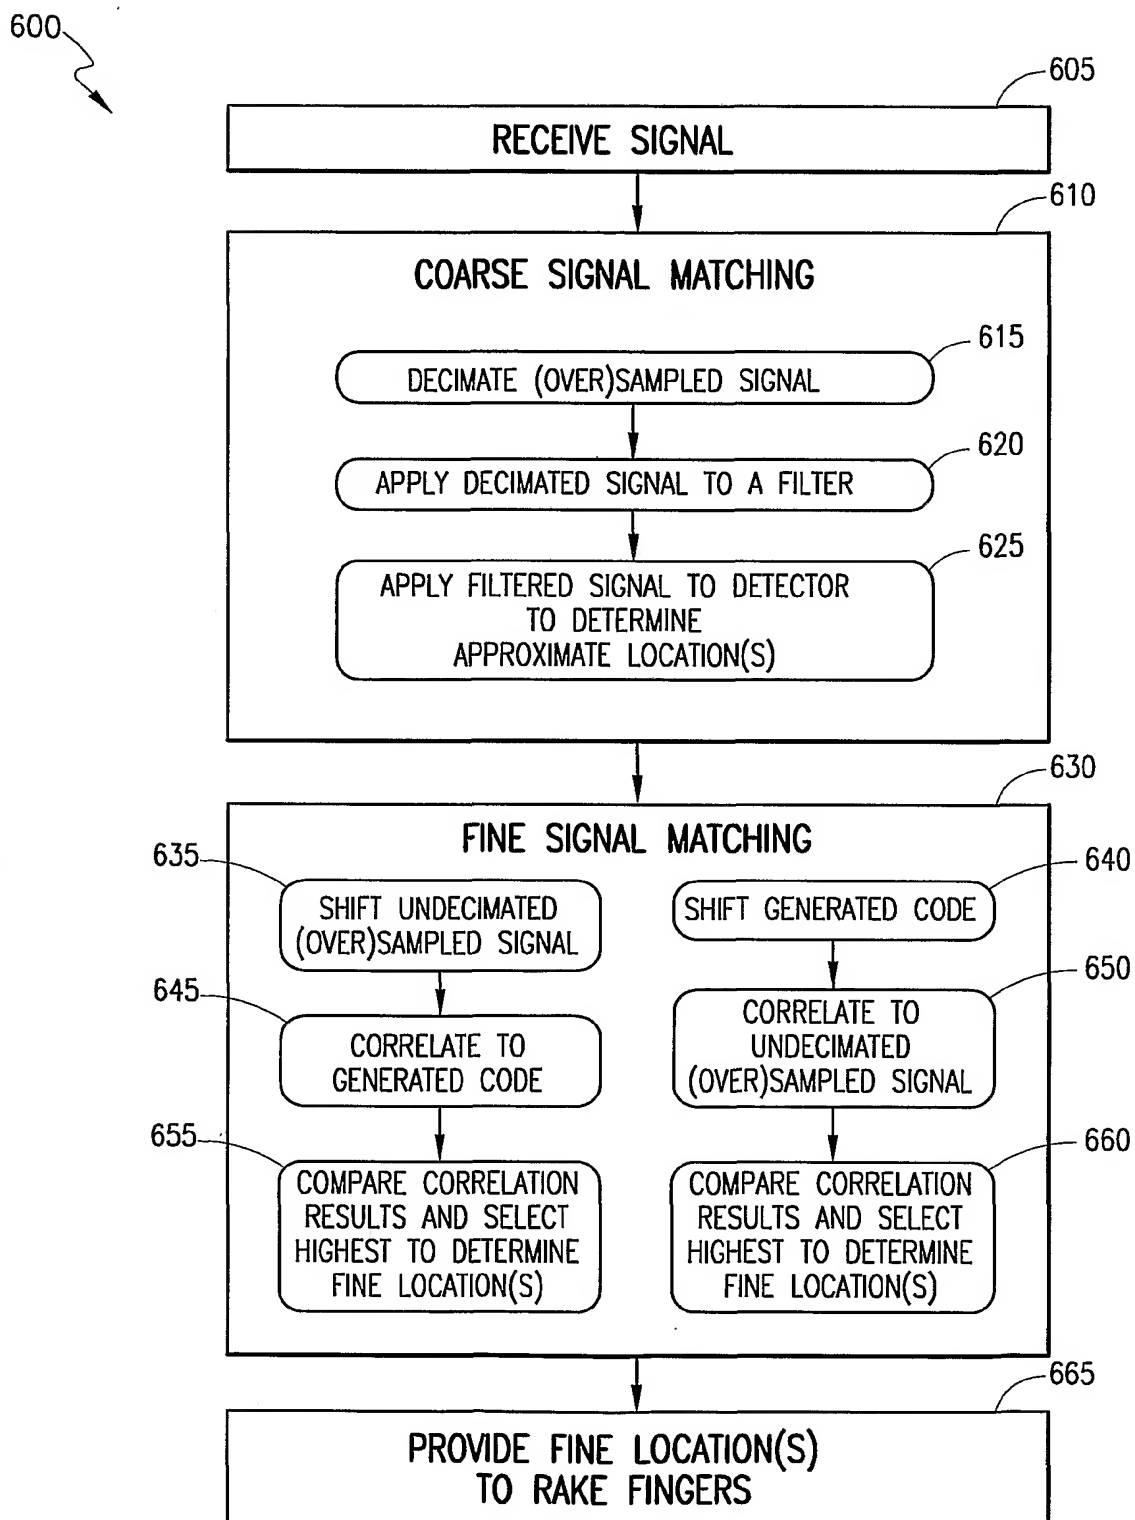 600
605
RECEIVE SIGNAL
610
COARSE SIGNAL MATCHING
615
DECIMATE (OVER)SAMPLED SIGNAL
620
APPLY DECIMATED SIGNAL TO A FILTER
625
APPLY FILTERED SIGNAL TO DETECTOR
TO DETERMINE
APPROXIMATE LOCATION(S)
630
FINE SIGNAL MATCHING
635
SHIFT UNDECIMATED
(OVER)SAMPLED SIGNAL
645
CORRELATE TO
GENERATED CODE
655
COMPARE CORRELATION
RESULTS AND SELECT
HIGHEST TO DETERMINE
FINE LOCATION(S)
640
SHIFT GENERATED CODE
650
CORRELATE TO
UNDECIMATED
(OVER)SAMPLED SIGNAL
660
COMPARE CORRELATION
RESULTS AND SELECT
HIGHEST TO DETERMINE
FINE LOCATION(S)
665
PROVIDE FINE LOCATION(S)
TO RAKE FINGERS